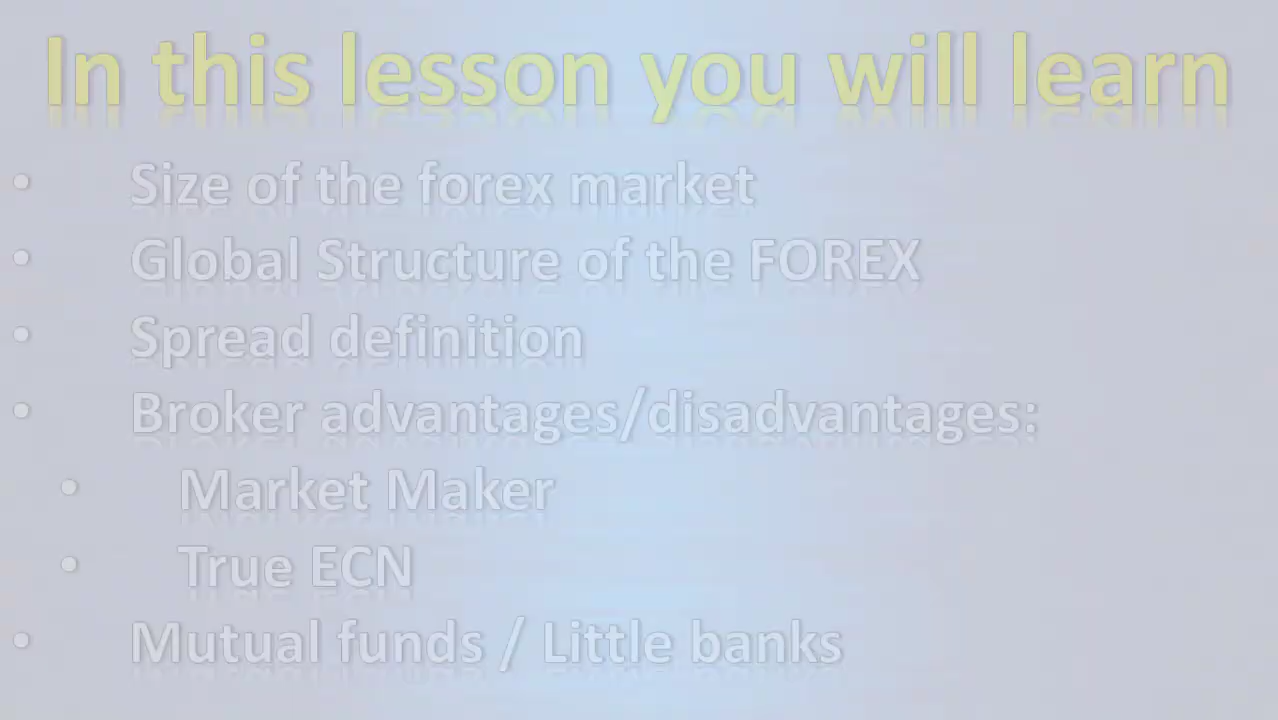 In this lesson you will learn
• Size of the forex market
• Global Structure of the FOREX
• Spread definition
• Broker advantages/disadvantages:
• Market Maker
• True ECN
• Mutual funds / Little banks